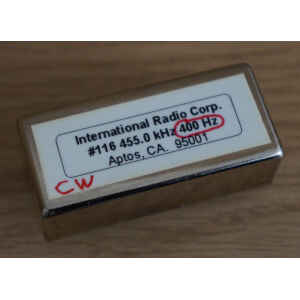 International Radio Corp.
#116 455.0 kHz 400 Hz
Aptos, CA. 95001
CW